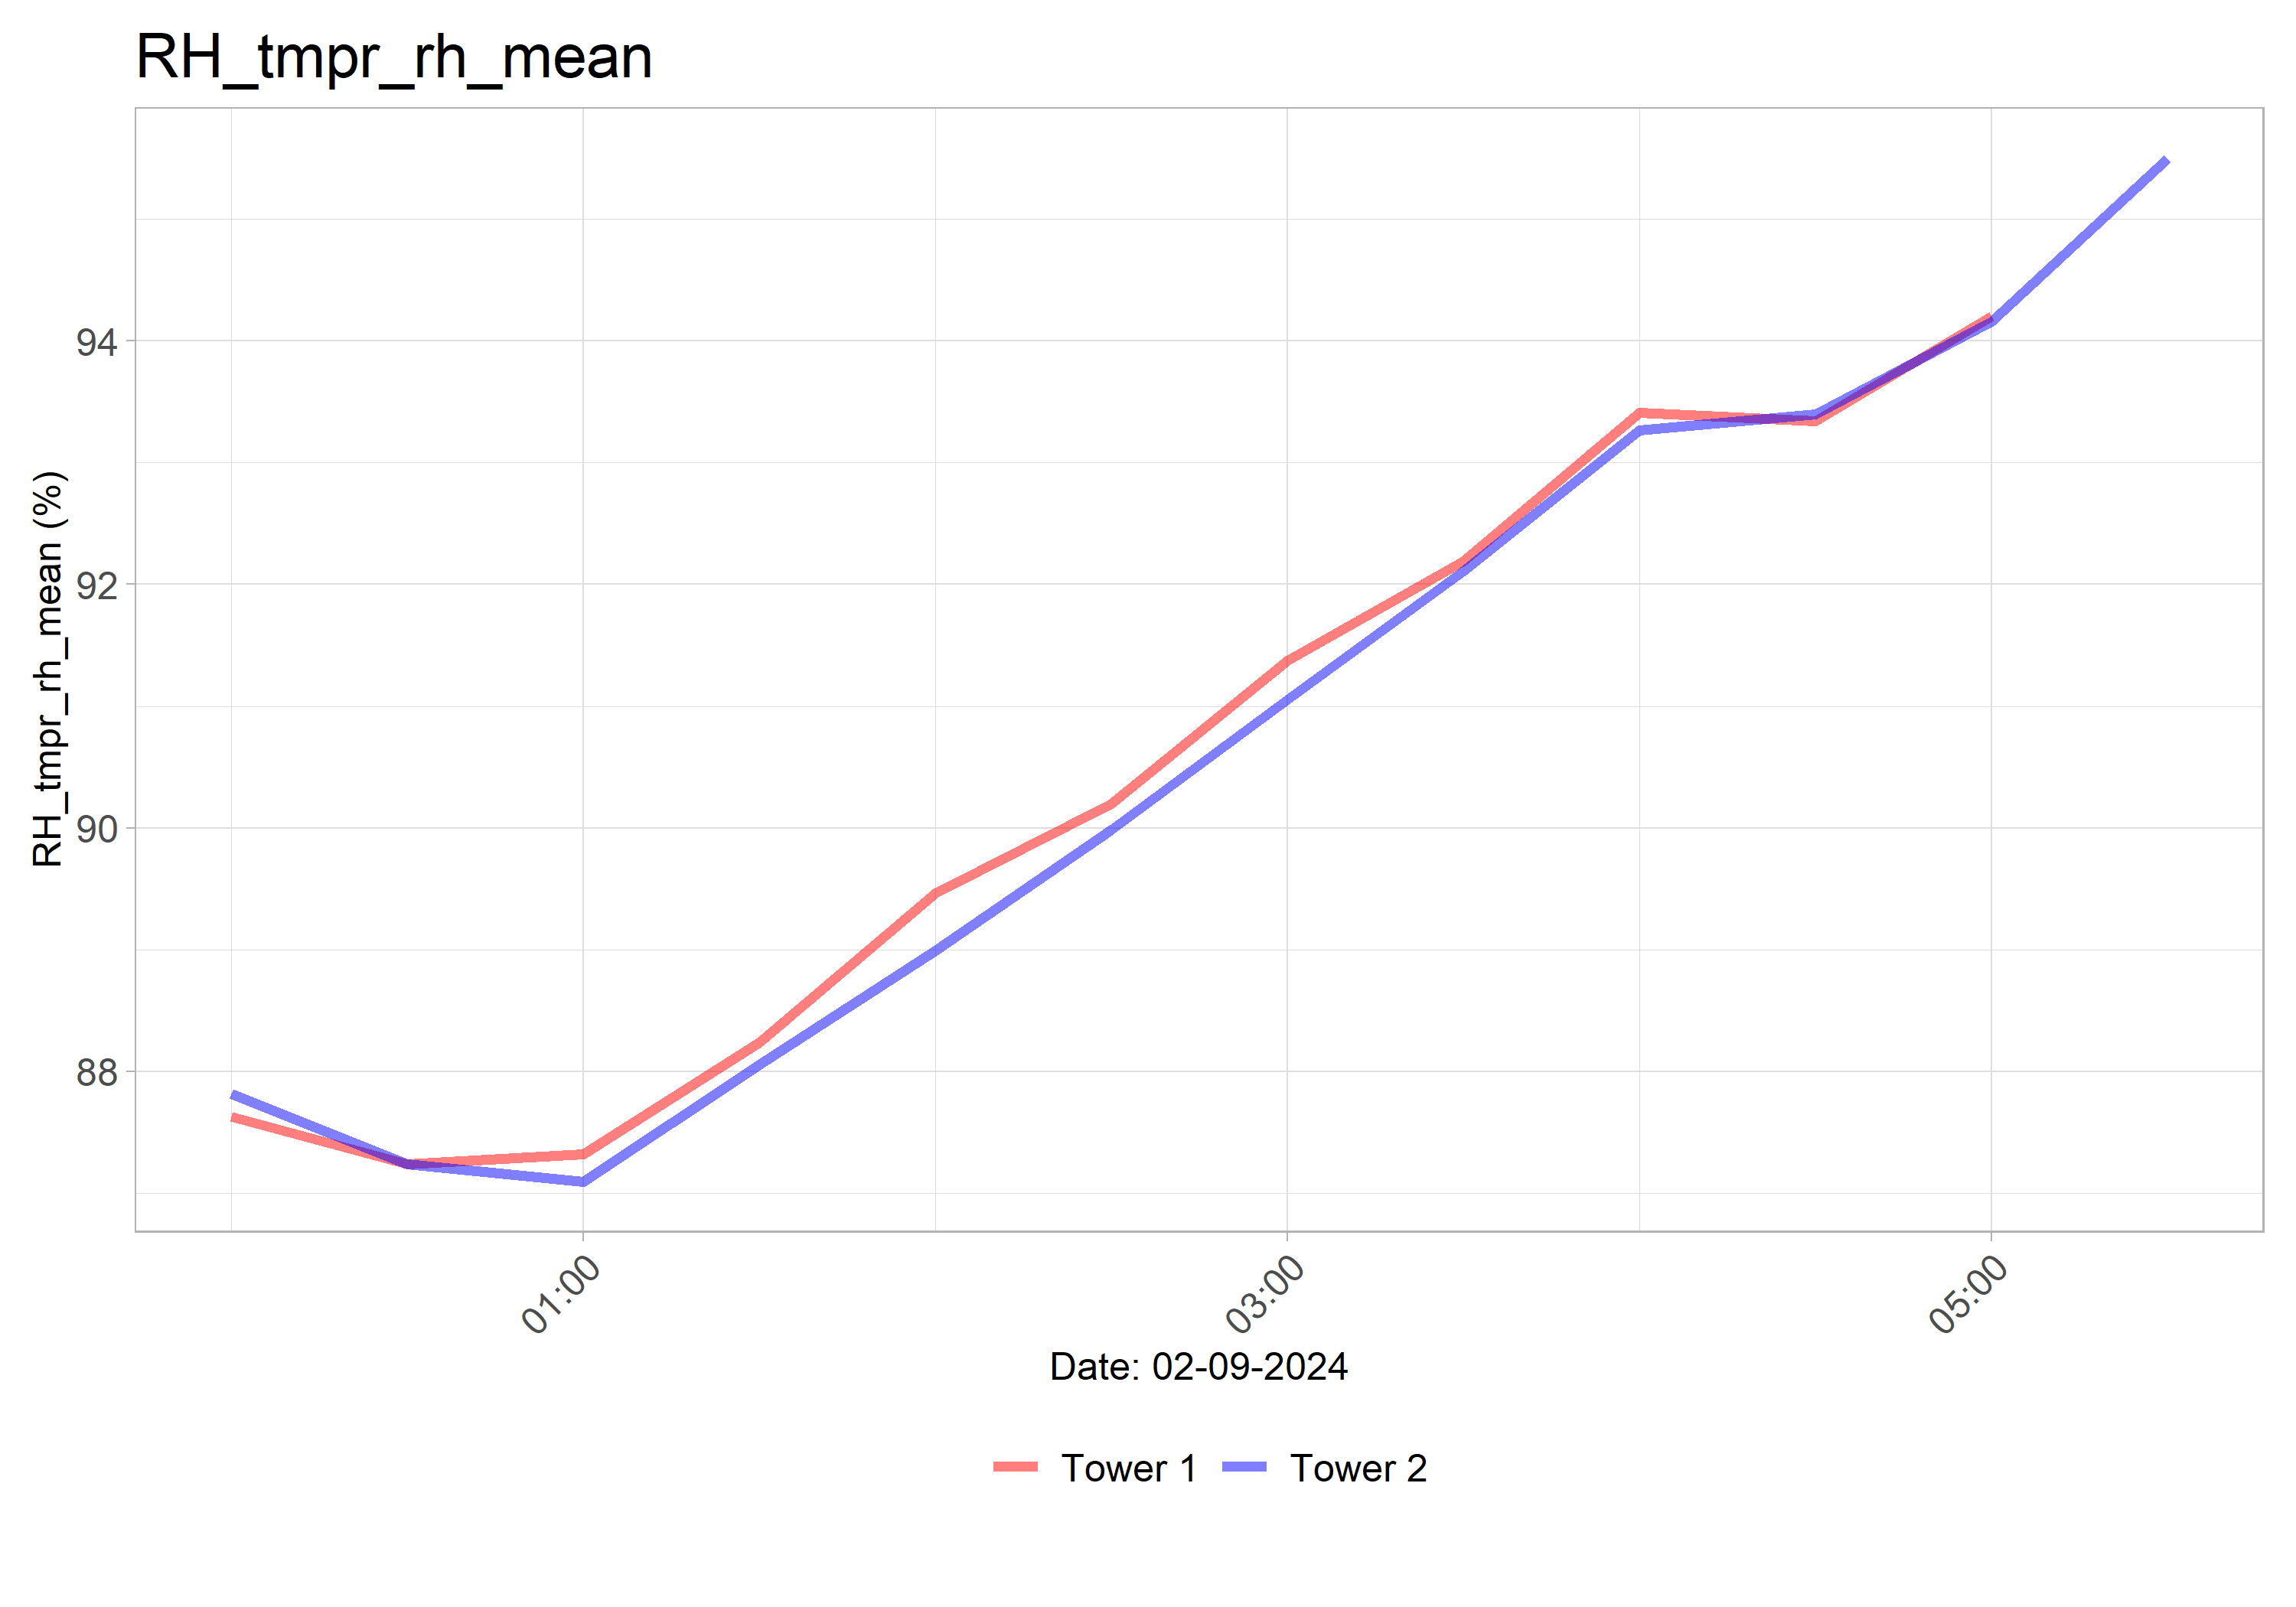 RH_tmpr_rh_mean
RH_tmpr_rh_mean (%)
94
92
90
88
01:00
03:00
05:00
Date: 02-09-2024
Tower 1
Tower 2